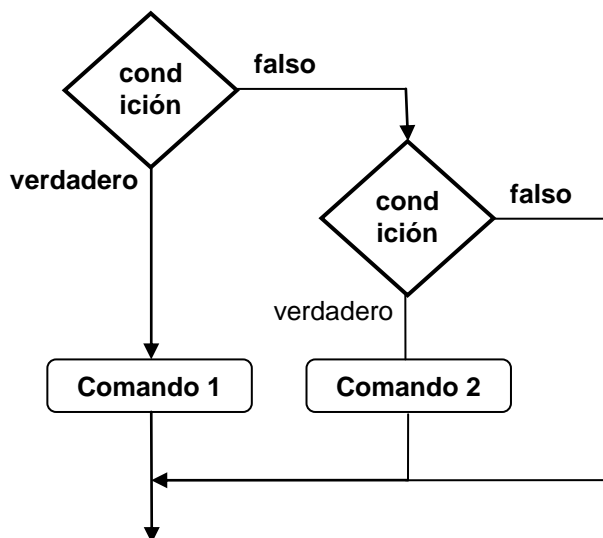 cond
ición
falso
verdadero
cond
ición
falso
verdadero
Comando 1
Comando 2